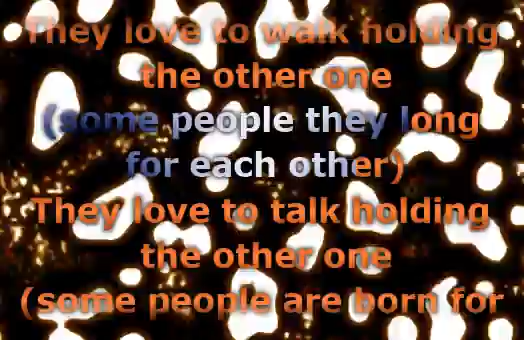 They love to walk holding
the other one
(some people they long
for each other)
They love to talk holding
the other one
(some people are born for